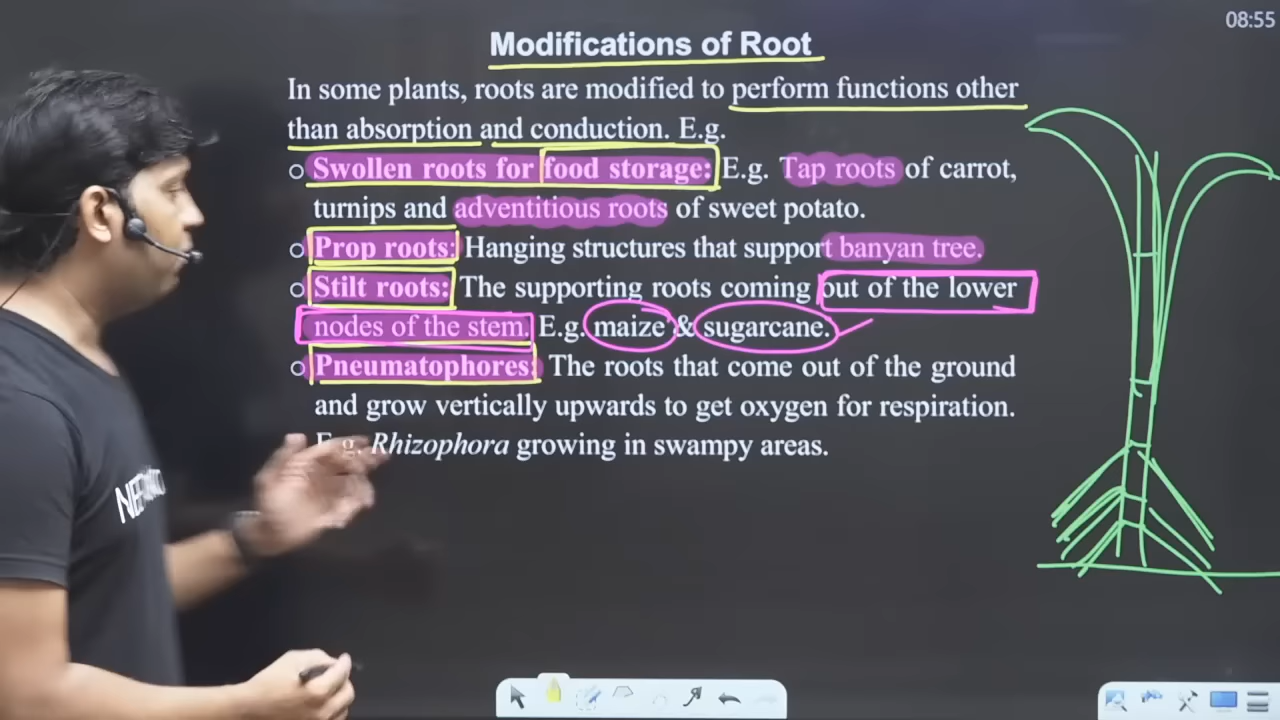 08:55
Modifications of Root
In some plants, roots are modified to perform functions other
than absorption and conduction. E.g.
○ Swollen roots for food storage: E.g. Tap roots of carrot,
turnips and adventitious roots of sweet potato.
○ Prop roots: Hanging structures that support banyan tree.
○ Stilt roots: The supporting roots coming out of the lower
nodes of the stem. E.g. maize & sugarcane.
○ Pneumatophores: The roots that come out of the ground
and grow vertically upwards to get oxygen for respiration.
E.g. Rhizophora growing in swampy areas.